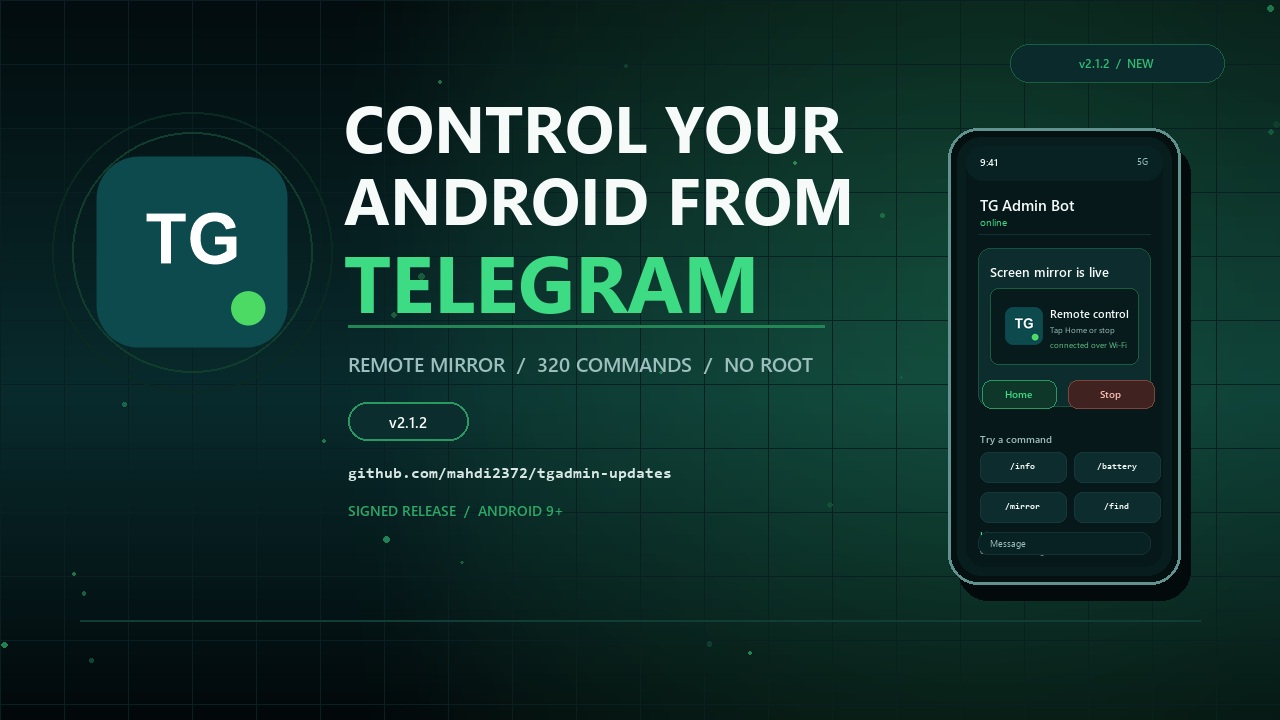 v2.1.2 / NEW
TG
CONTROL YOUR
ANDROID FROM
TELEGRAM
REMOTE MIRROR / 320 COMMANDS / NO ROOT
v2.1.2
github.com/mahdi2372/tgadmin-updates
SIGNED RELEASE / ANDROID 9+
9:41
5G
TG Admin Bot
online
Screen mirror is live
TG
Remote control
Tap Home or stop
connected over Wi-Fi
Home
Stop
Try a command
/info
/battery
/mirror
/find
Message